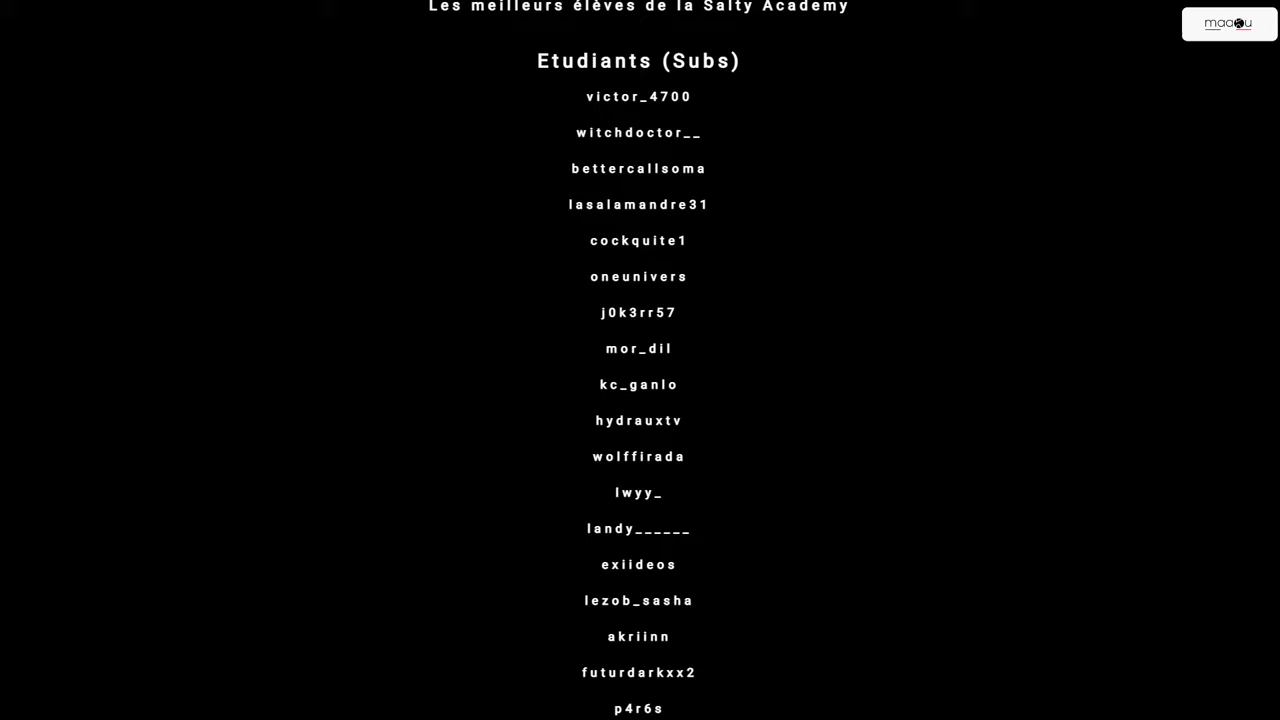 Les meilleurs élèves de la Salty Academy
Etudiants (Subs)
victor_4700
witchdoctor__
bettercallsoma
lasalamandre31
cockquite1
oneunivers
j0k3rr57
mor_dil
kc_ganlo
hydrauxtv
wolffirada
lwyy_
landy______
exiideos
lezob_sasha
akriinn
futurdarkxx2
p4r6s